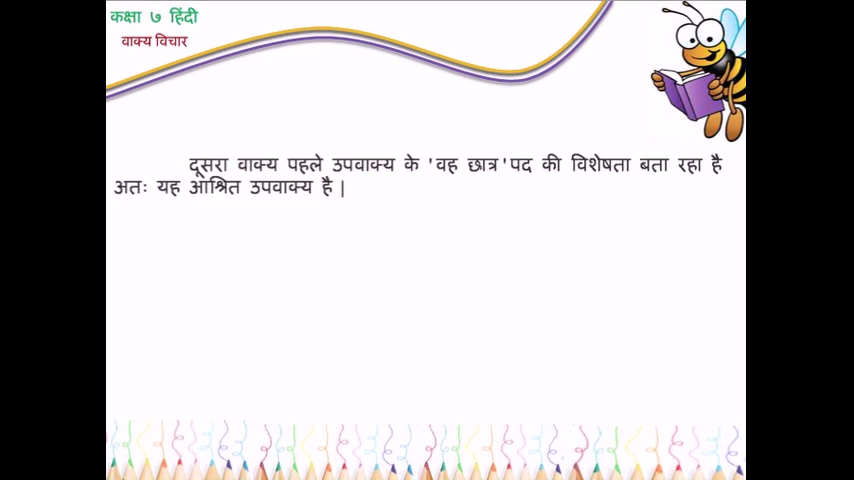 कक्षा ७ हिंदी
वाक्य विचार
दूसरा वाक्य पहले उपवाक्य के 'वह छात्र' पद की विशेषता बता रहा है
अतः यह आश्रित उपवाक्य है |